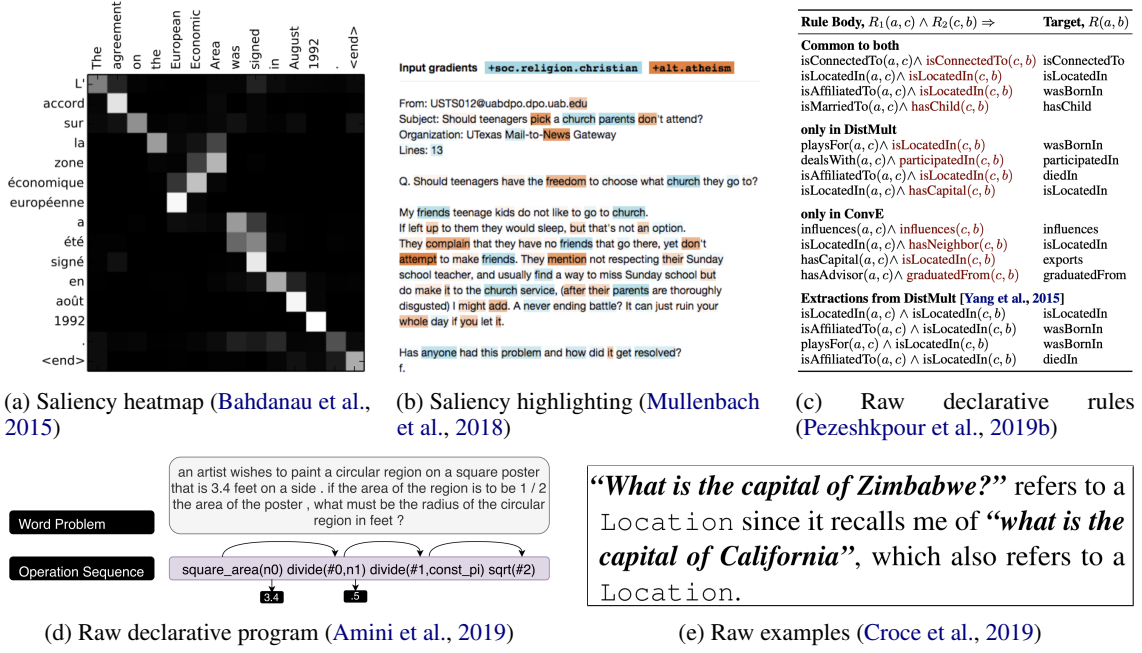 The agreement on the European Economic Area was signed in August 1992 . <end>
L'
accord
sur
la
zone
économique
européenne
a
été
signé
en
août
1992
.
<end>
(a) Saliency heatmap (Bahdanau et al.,
2015)
Input gradients +soc.religion.christian +alt.atheism
From: USTS012@uabdpo.dpo.uab.edu
Subject: Should teenagers pick a church parents don't attend?
Organization: UTexas Mail-to-News Gateway
Lines: 13
Q. Should teenagers have the freedom to choose what church they go to?
My friends teenage kids do not like to go to church.
If left up to them they would sleep, but that's not an option.
They complain that they have no friends that go there, yet don't
attempt to make friends. They mention not respecting their Sunday
school teacher, and usually find a way to miss Sunday school but
do make it to the church service, (after their parents are thoroughly
disgusted) I might add. A never ending battle? It can just ruin your
whole day if you let it.
Has anyone had this problem and how did it get resolved?
f.
(b) Saliency highlighting (Mullenbach
et al., 2018)
Rule Body, R₁(a, c) ∧ R₂(c, b) ⇒ Target, R(a, b)
Common to both
isConnectedTo(a, c)∧ isConnectedTo(c, b) isConnectedTo
isLocatedIn(a, c)∧ isLocatedIn(c, b) isLocatedIn
isAffiliatedTo(a, c)∧ isLocatedIn(c, b) wasBornIn
isMarriedTo(a, c)∧ hasChild(c, b) hasChild
only in DistMult
playsFor(a, c)∧ isLocatedIn(c, b) wasBornIn
dealsWith(a, c)∧ participatedIn(c, b) participatedIn
isAffiliatedTo(a, c)∧ isLocatedIn(c, b) diedIn
isLocatedIn(a, c)∧ hasCapital(c, b) isLocatedIn
only in ConvE
influences(a, c)∧ influences(c, b) influences
isLocatedIn(a, c)∧ hasNeighbor(c, b) isLocatedIn
hasCapital(a, c)∧ isLocatedIn(c, b) exports
hasAdvisor(a, c)∧ graduatedFrom(c, b) graduatedFrom
Extractions from DistMult [Yang et al., 2015]
isLocatedIn(a, c) ∧ isLocatedIn(c, b) isLocatedIn
isAffiliatedTo(a, c) ∧ isLocatedIn(c, b) wasBornIn
playsFor(a, c) ∧ isLocatedIn(c, b) wasBornIn
isAffiliatedTo(a, c) ∧ isLocatedIn(c, b) diedIn
(c) Raw declarative rules
(Pezeshkpour et al., 2019b)
Word Problem
an artist wishes to paint a circular region on a square poster
that is 3.4 feet on a side . if the area of the region is to be 1 / 2
the area of the poster , what must be the radius of the circular
region in feet ?
Operation Sequence
square_area(n0) divide(#0,n1) divide(#1,const_pi) sqrt(#2)
3.4 .5
(d) Raw declarative program (Amini et al., 2019)
“What is the capital of Zimbabwe?” refers to a
Location since it recalls me of “what is the
capital of California”, which also refers to a
Location.
(e) Raw examples (Croce et al., 2019)